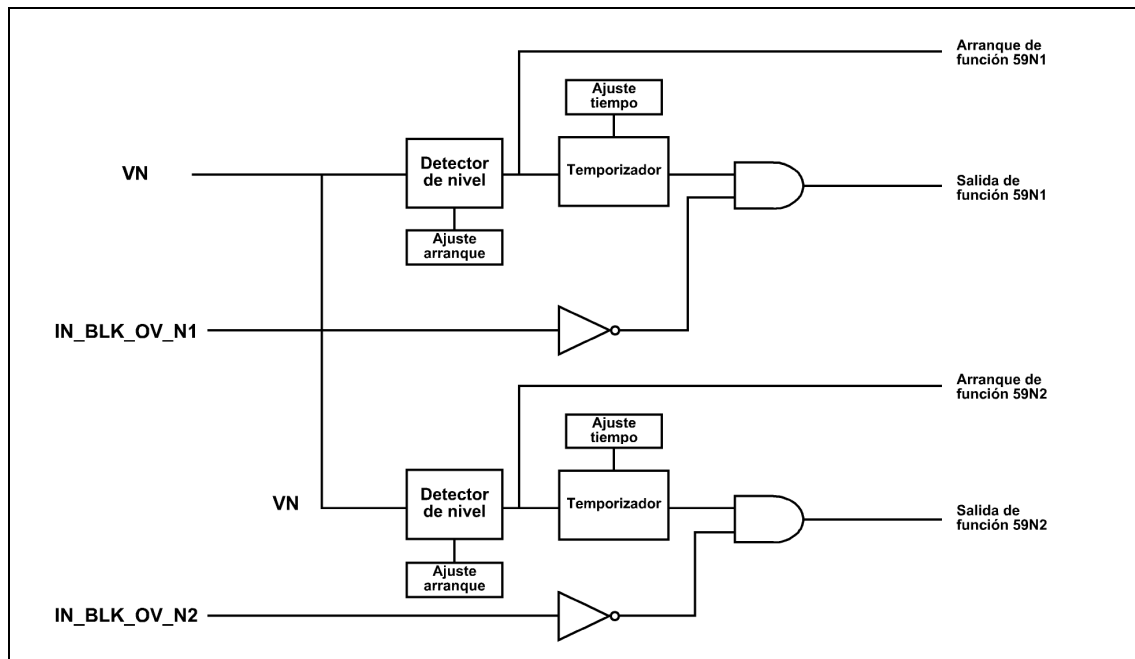 Arranque de
función 59N1
Ajuste
tiempo
VN
Detector
de nivel
Temporizador
Salida de
función 59N1
Ajuste
arranque
IN_BLK_OV_N1
Arranque de
función 59N2
Ajuste
tiempo
VN
Detector
de nivel
Temporizador
Salida de
función 59N2
Ajuste
arranque
IN_BLK_OV_N2